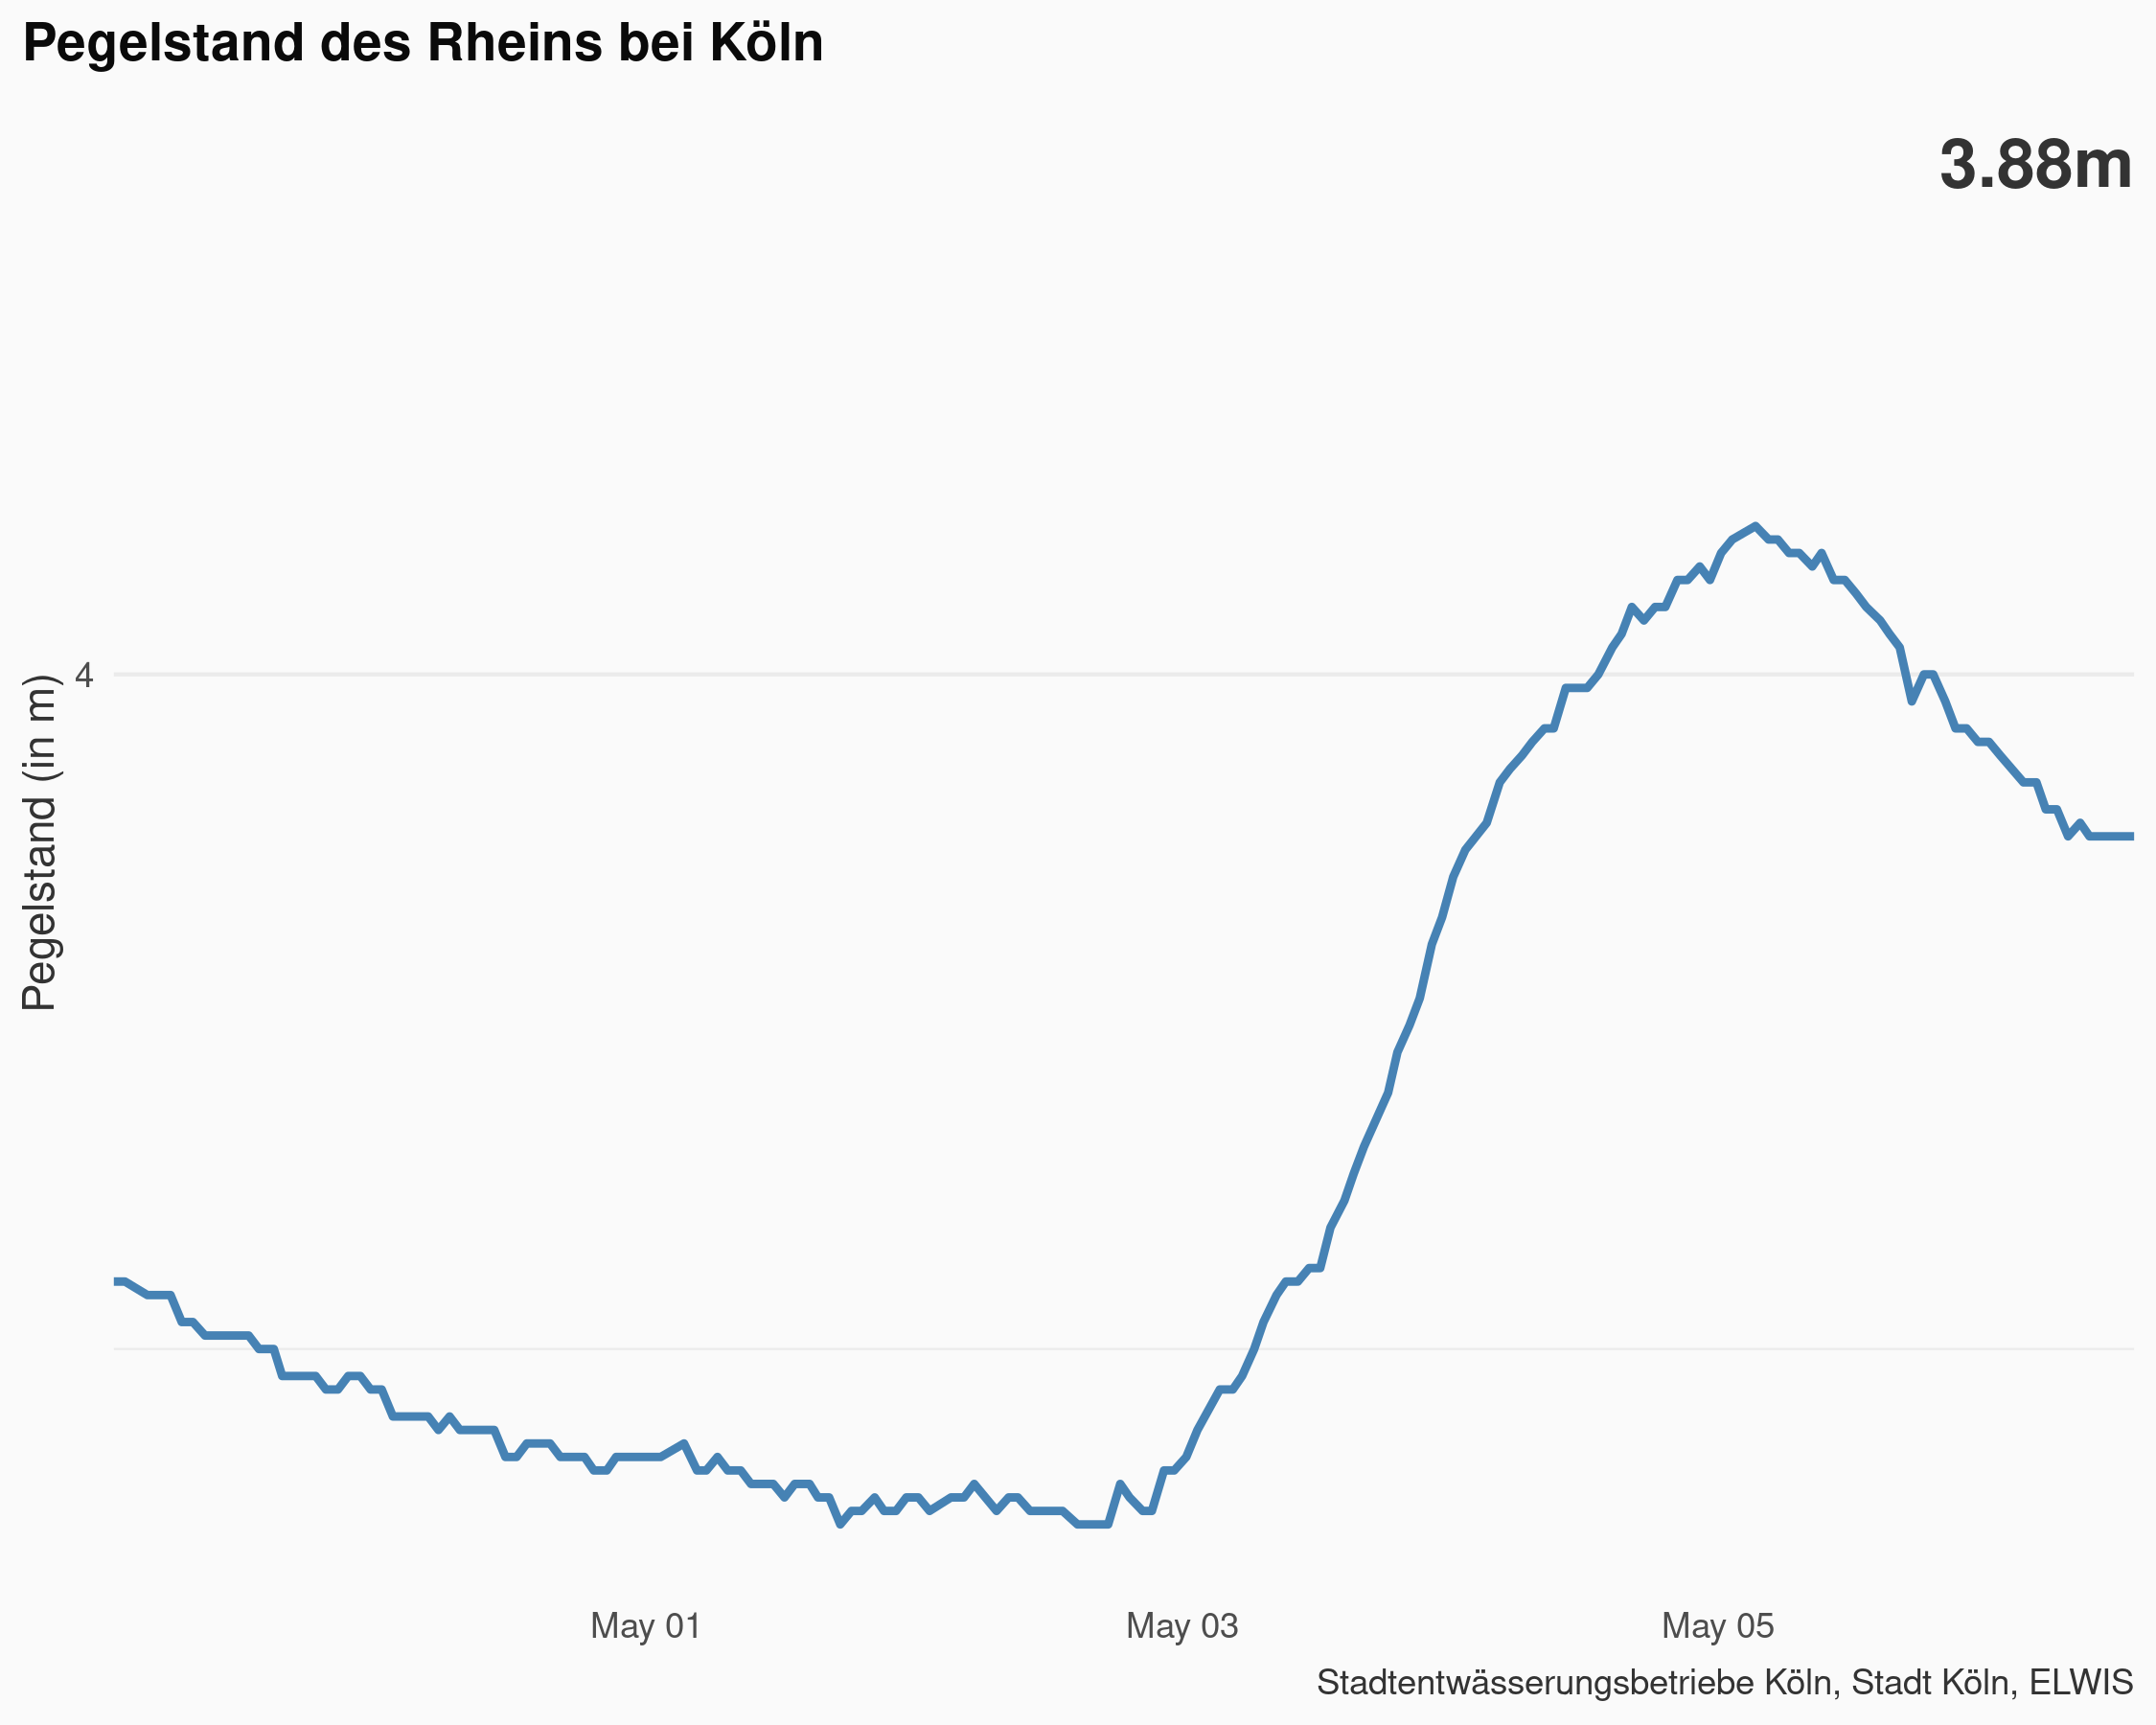 Pegelstand des Rheins bei Köln
3.88m
Pegelstand (in m)
4
May 01
May 03
May 05
Stadtentwässerungsbetriebe Köln, Stadt Köln, ELWIS